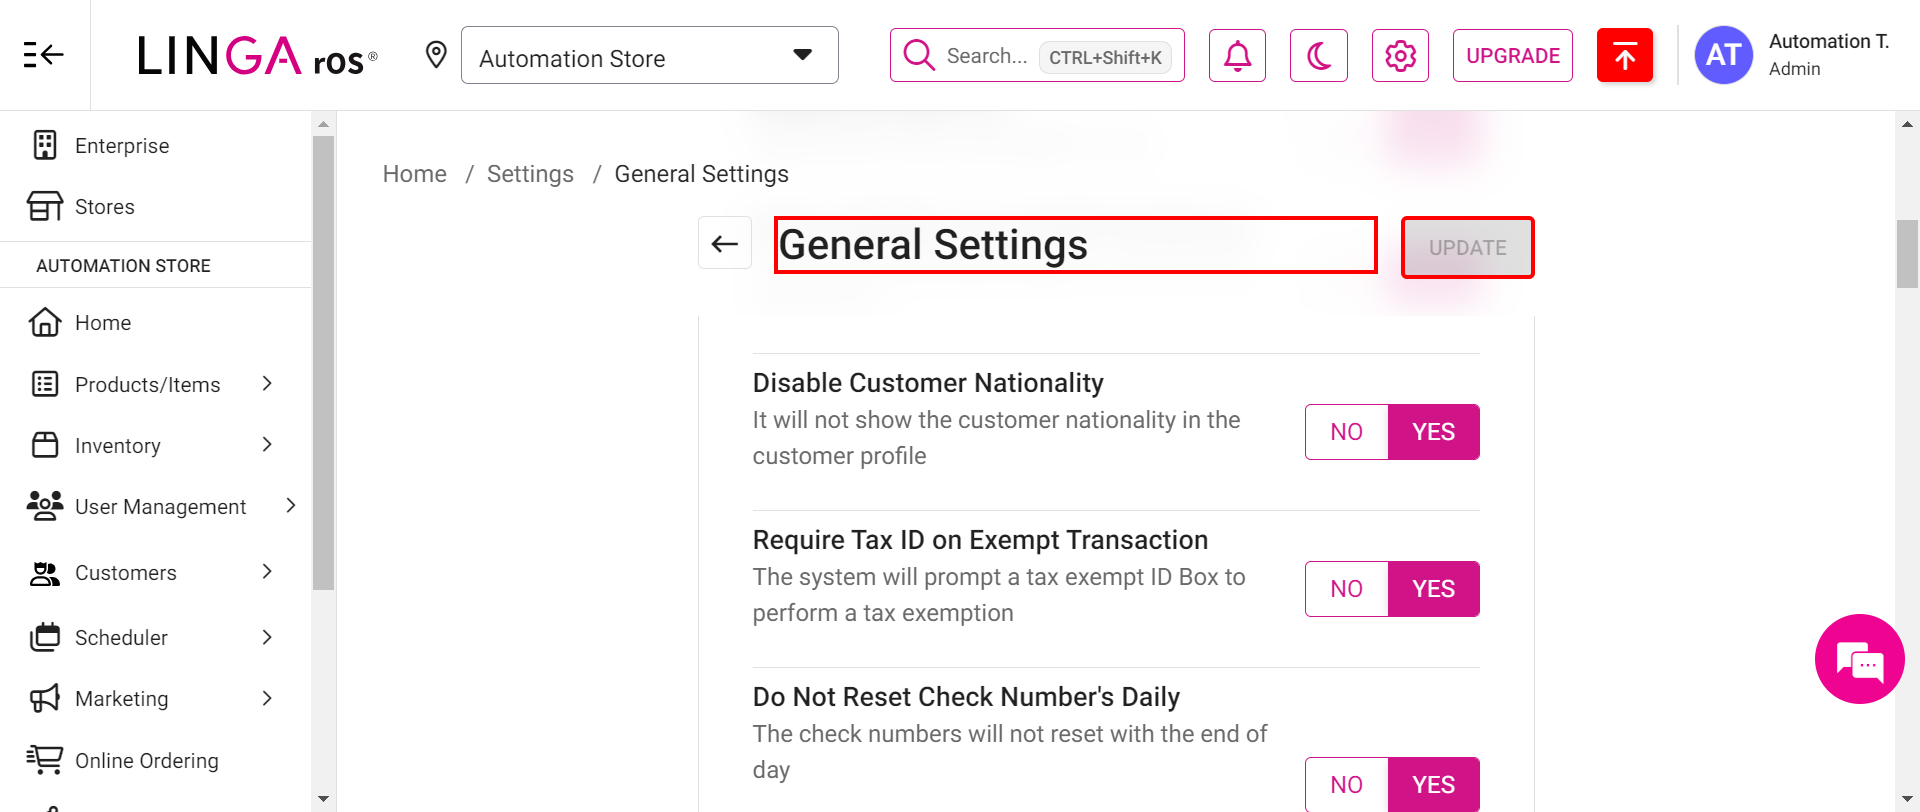 LINGA ros®
Automation Store
Search... CTRL+Shift+K
UPGRADE
AT
Automation T.
Admin
Enterprise
Stores
AUTOMATION STORE
Home
Products/Items
Inventory
User Management
Customers
Scheduler
Marketing
Online Ordering
Home / Settings / General Settings
General Settings
UPDATE
Disable Customer Nationality
It will not show the customer nationality in the
customer profile
NO YES
Require Tax ID on Exempt Transaction
The system will prompt a tax exempt ID Box to
perform a tax exemption
NO YES
Do Not Reset Check Number's Daily
The check numbers will not reset with the end of
day
NO YES